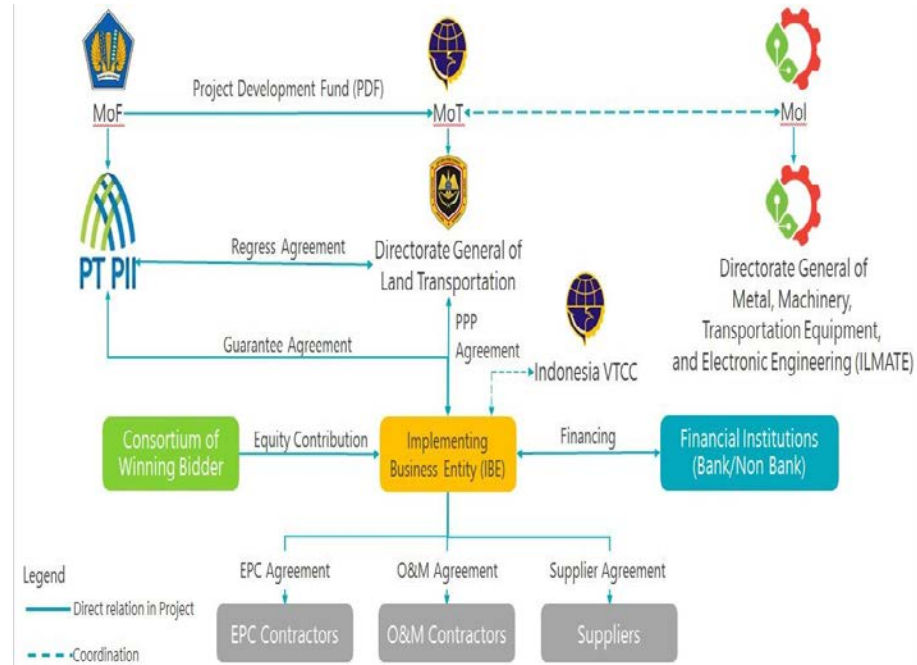 Project Development Fund (PDF)
MoF
MoT
MoI
PT PII
Regress Agreement
Directorate General of
Land Transportation
Directorate General of
Metal, Machinery,
Transportation Equipment,
and Electronic Engineering (ILMATE)
Guarantee Agreement
PPP
Agreement
Indonesia VTCC
Consortium of
Winning Bidder
Equity Contribution
Implementing
Business Entity (IBE)
Financing
Financial Institutions
(Bank/Non Bank)
Legend
Direct relation in Project
Coordination
EPC Agreement
O&M Agreement
Supplier Agreement
EPC Contractors
O&M Contractors
Suppliers